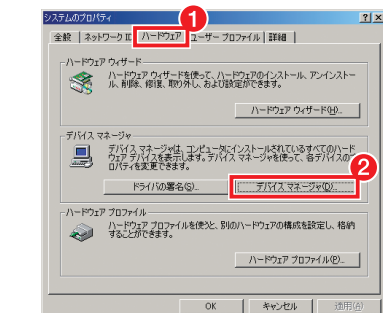 システムのプロパティ
1
全般 ネットワーク ID ハードウェア ユーザー プロファイル 詳細
ハードウェア ウィザード
ハードウェア ウィザードを使って、ハードウェアのインストール、アンインストー
ル、削除、修復、取り外し、および設定ができます。
ハードウェア ウィザード(H)...
デバイス マネージャ
デバイス マネージャは、コンピュータにインストールされているすべてのハード
ウェア デバイスを表示します。デバイス マネージャを使って、各デバイスの
ロパティを変更できます。
2
ドライバの署名(S)... デバイス マネージャ(D)...
ハードウェア プロファイル
ハードウェア プロファイルを使うと、別のハードウェアの構成を設定し、格納
することができます。
ハードウェア プロファイル(P)...
OK キャンセル 適用(A)